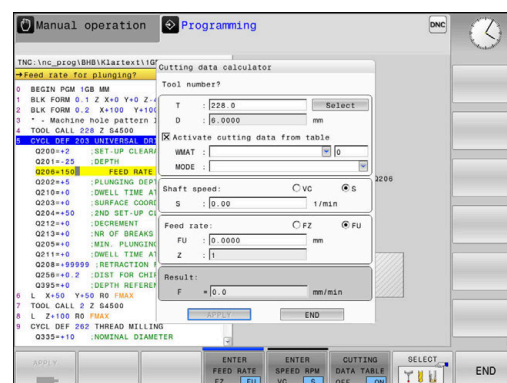 Manual operation
Programming
DNC
TNC:\nc_prog\BHB\Klartext\1G
→Feed rate for plunging?
0 BEGIN PGM 1GB MM
1 BLK FORM 0.1 Z X+0 Y+0 Z-
2 BLK FORM 0.2 X+100 Y+10
3 * - Machine hole pattern
4 TOOL CALL 228 Z S4500
5 CYCL DEF 203 UNIVERSAL DRI
Q200=+2 ;SET-UP CLEAR
Q201=-25 ;DEPTH
Q206=150 FEED RATE
Q202=+5 ;PLUNGING DEPT
Q210=+0 ;DWELL TIME AT
Q203=+0 ;SURFACE COORD
Q204=+50 ;2ND SET-UP CL
Q212=+0 ;DECREMENT
Q213=+0 ;NR OF BREAKS
Q205=+0 ;MIN. PLUNGING
Q211=+0 ;DWELL TIME AT
Q208=+99999 ;RETRACTION
Q256=+0.2 ;DIST FOR CHI
Q395=+0 ;DEPTH REFEREN
6 L X+50 Y+50 R0 FMAX
7 TOOL CALL 2 Z S4500
8 L Z+100 R0 FMAX
9 CYCL DEF 262 THREAD MILLING
Q335=+10 ;NOMINAL DIAMETER
Cutting data calculator
Tool number?
T : 228.0 Select
D : 6.0000 mm
Activate cutting data from table
WMAT : 0
MODE :
Shaft speed: VC S
S : 0.00 1/min
Feed rate: FZ FU
FU : 0.0000 mm
Z : 1
Result:
F = 0.0 mm/min
APPLY END
Q206
APPLY
ENTER FEED RATE FZ FU
ENTER SPEED RPM VC S
CUTTING DATA TABLE OFF ON
SELECT
END